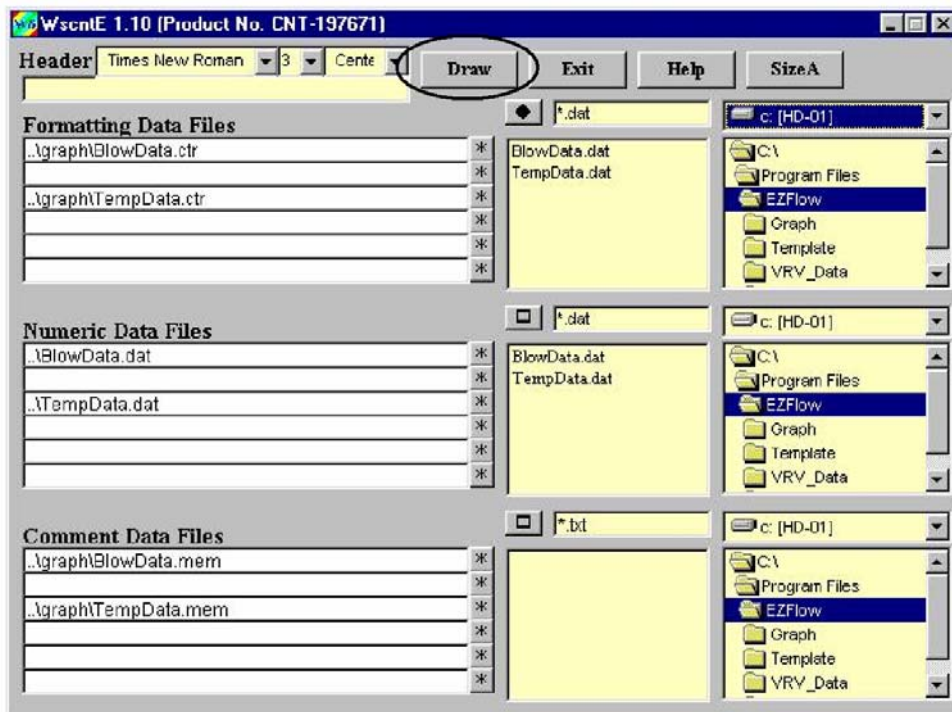 WscntE 1.10 (Product No. CNT-197671)
Header Times New Roman 3 Cente Draw Exit Help SizeA
*.dat c: [HD-01]
Formatting Data Files
..\graph\BlowData.ctr *
*
..\graph\TempData.ctr *
*
*
*
BlowData.dat
TempData.dat
C:\
Program Files
EZFlow
Graph
Template
VRV_Data
*.dat c: [HD-01]
Numeric Data Files
..\BlowData.dat *
*
..\TempData.dat *
*
*
*
BlowData.dat
TempData.dat
C:\
Program Files
EZFlow
Graph
Template
VRV_Data
*.txt c: [HD-01]
Comment Data Files
..\graph\BlowData.mem *
*
..\graph\TempData.mem *
*
*
*
C:\
Program Files
EZFlow
Graph
Template
VRV_Data